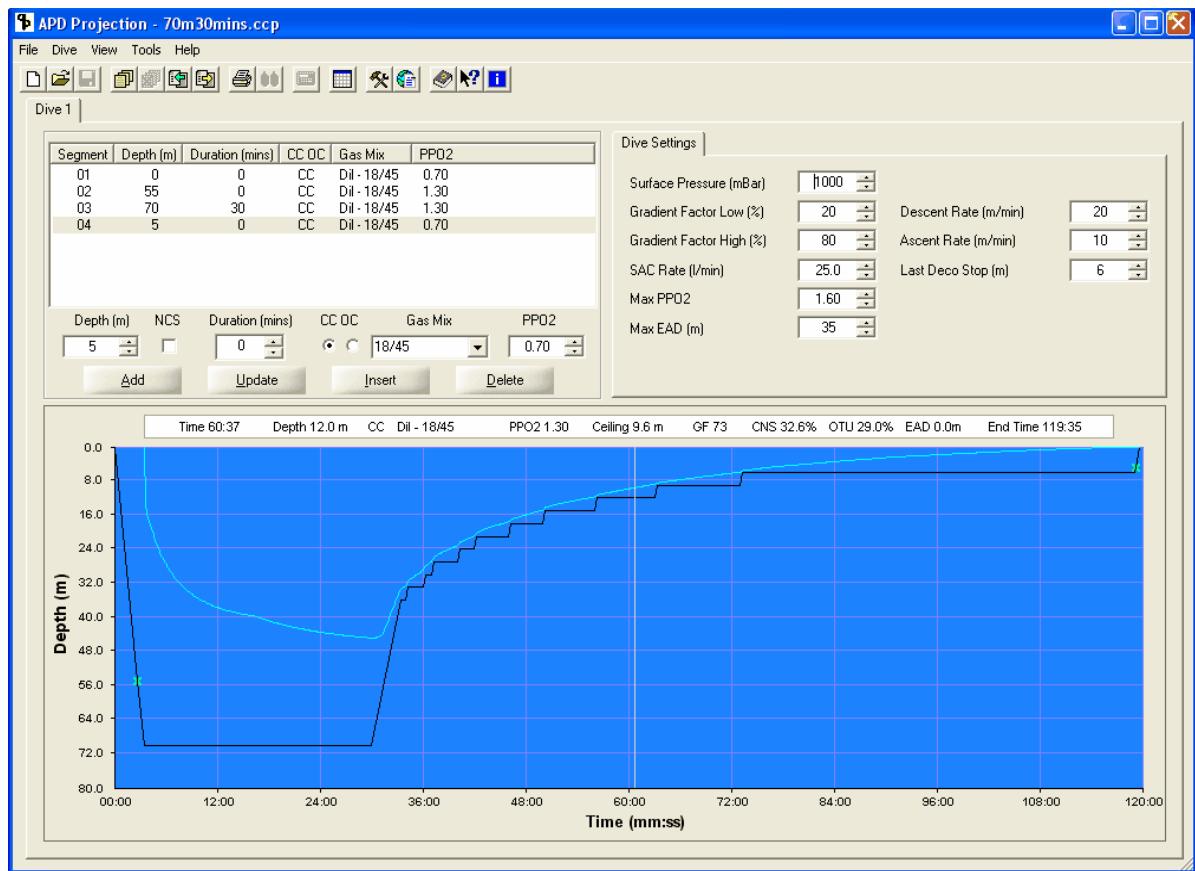 APD Projection - 70m30mins.ccp
File Dive View Tools Help
Dive 1
Segment Depth (m) Duration (mins) CC OC Gas Mix PPO2
01 0 0 CC Dil - 18/45 0.70
02 55 0 CC Dil - 18/45 1.30
03 70 30 CC Dil - 18/45 1.30
04 5 0 CC Dil - 18/45 0.70
Depth (m) NCS Duration (mins) CC OC Gas Mix PPO2
5 0 18/45 0.70
Add Update Insert Delete
Dive Settings
Surface Pressure (mBar) 1000
Gradient Factor Low (%) 20 Descent Rate (m/min) 20
Gradient Factor High (%) 80 Ascent Rate (m/min) 10
SAC Rate (l/min) 25.0 Last Deco Stop (m) 6
Max PPO2 1.60
Max EAD (m) 35
Time 60:37 Depth 12.0 m CC Dil - 18/45 PPO2 1.30 Ceiling 9.6 m GF 73 CNS 32.6% OTU 29.0% EAD 0.0m End Time 119:35
0.0
8.0
16.0
24.0
32.0
40.0
48.0
56.0
64.0
72.0
80.0
Depth (m)
00:00 12:00 24:00 36:00 48:00 60:00 72:00 84:00 96:00 108:00 120:00
Time (mm:ss)